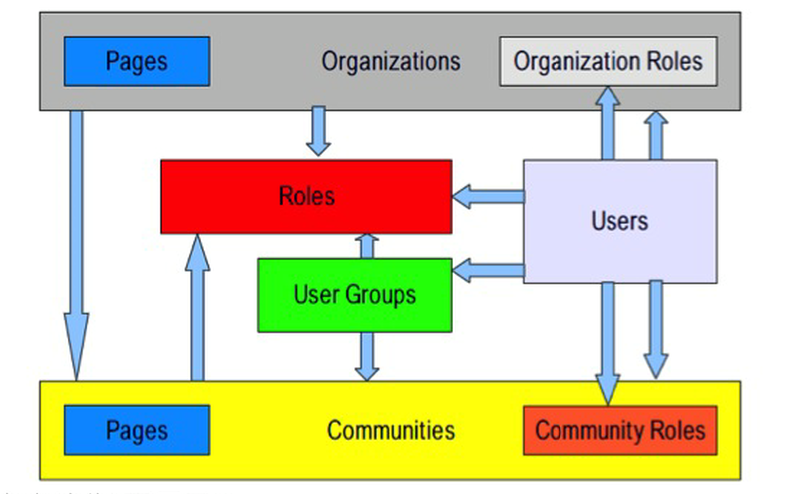 Pages
Organizations
Organization Roles
Roles
Users
User Groups
Pages
Communities
Community Roles